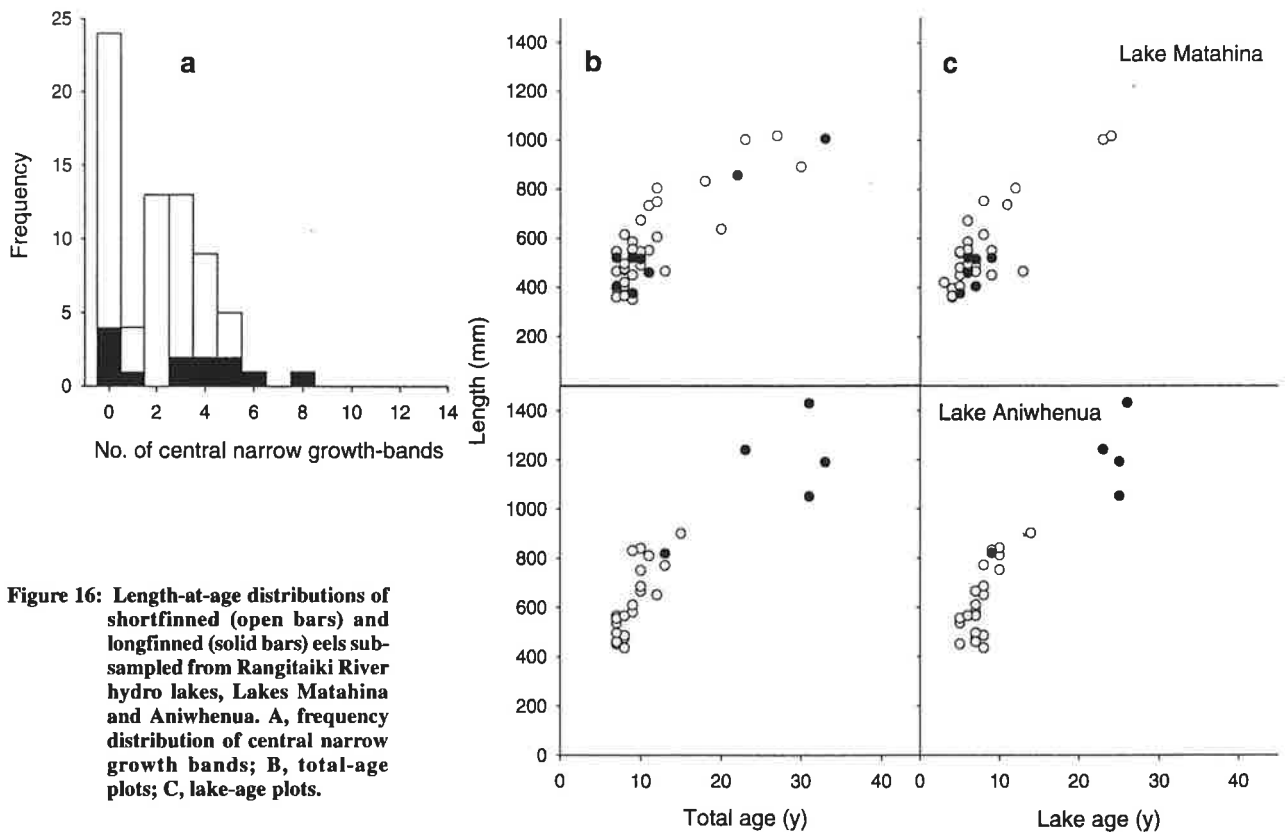 a
25
20
15
10
5
0
Frequency
0 2 4 6 8 10 12 14
No. of central narrow growth-bands
b
c
Lake Matahina
1400
1200
1000
800
600
400
200
Length (mm)
Lake Aniwhenua
1400
1200
1000
800
600
400
200
0
0 10 20 30 40
0 10 20 30 40
Total age (y)
Lake age (y)
Figure 16: Length-at-age distributions of
shortfinned (open bars) and
longfinned (solid bars) eels sub-
sampled from Rangitaiki River
hydro lakes, Lakes Matahina
and Aniwhenua. A, frequency
distribution of central narrow
growth bands; B, total-age
plots; C, lake-age plots.